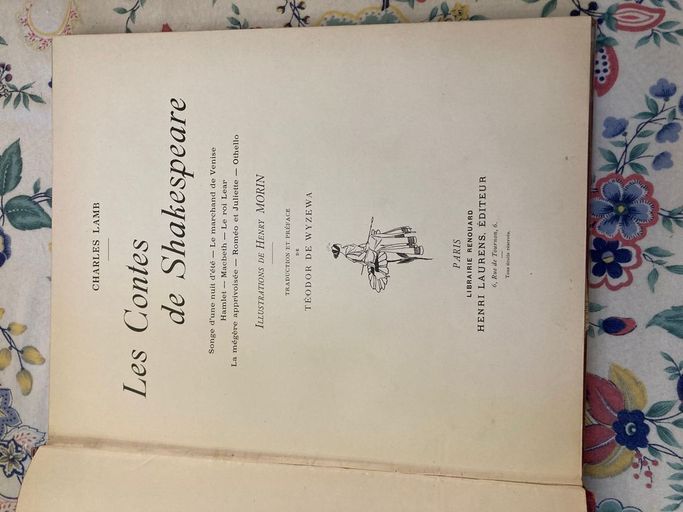 CHARLES LAMB
Les Contes
de Shakespeare
Songe d'une nuit d'été — Le marchand de Venise
Hamlet — Macbeth — Le roi Lear
La mégère apprivoisée — Roméo et Juliette — Othello
ILLUSTRATIONS DE HENRY MORIN
TRADUCTION ET PRÉFACE
DE
TÉODOR DE WYZEWA
PARIS
LIBRAIRIE RENOUARD
HENRI LAURENS, ÉDITEUR
6, Rue de Tournon, 6.
Tous droits réservés.